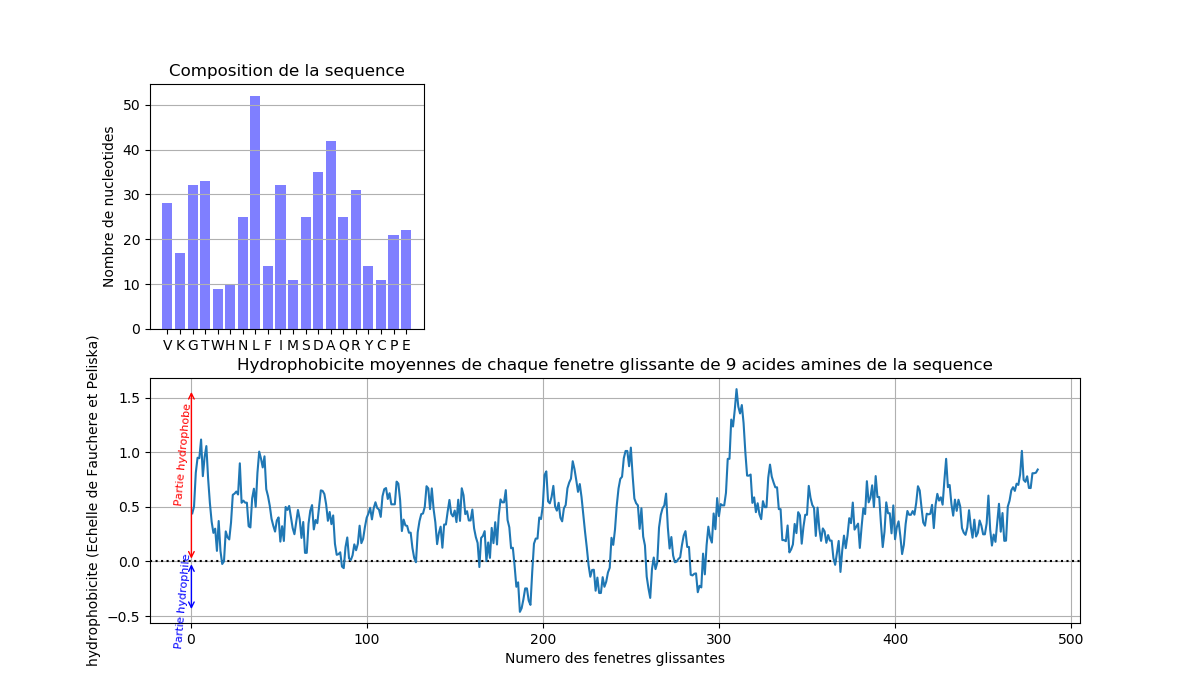 Composition de la sequence
Nombre de nucleotides
50
40
30
20
10
0
V K G T W H N L F I M S D A Q R Y C P E
Hydrophobicite moyennes de chaque fenetre glissante de 9 acides amines de la sequence
hydrophobicite (Echelle de Fauchere et Peliska)
1.5
1.0
0.5
0.0
−0.5
Partie hydrophobe
Partie hydrophile
0 100 200 300 400 500
Numero des fenetres glissantes